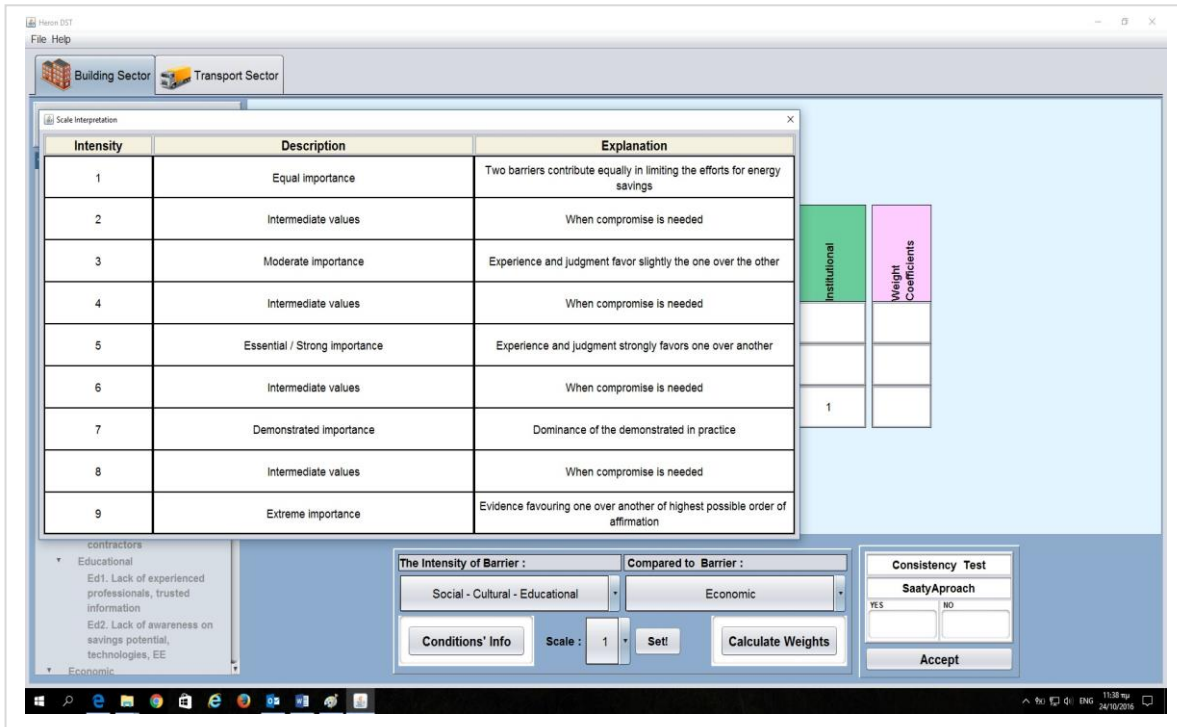 Heron DST
File Help
Building Sector
Transport Sector
Scale Interpretation
Intensity Description Explanation
1 Equal importance Two barriers contribute equally in limiting the efforts for energy
savings
2 Intermediate values When compromise is needed
3 Moderate importance Experience and judgment favor slightly the one over the other
4 Intermediate values When compromise is needed
5 Essential / Strong importance Experience and judgment strongly favors one over another
6 Intermediate values When compromise is needed
7 Demonstrated importance Dominance of the demonstrated in practice
8 Intermediate values When compromise is needed
9 Extreme importance Evidence favouring one over another of highest possible order of
affirmation
Institutional
Weight
Coefficients
1
contractors
Educational
Ed1. Lack of experienced
professionals, trusted
information
Ed2. Lack of awareness on
savings potential,
technologies, EE
Economic
The Intensity of Barrier : Compared to Barrier :
Social - Cultural - Educational Economic
Conditions' Info Scale : 1 Set! Calculate Weights
Consistency Test
SaatyAproach
YES NO
Accept
ENG
11:38 πμ
24/10/2016